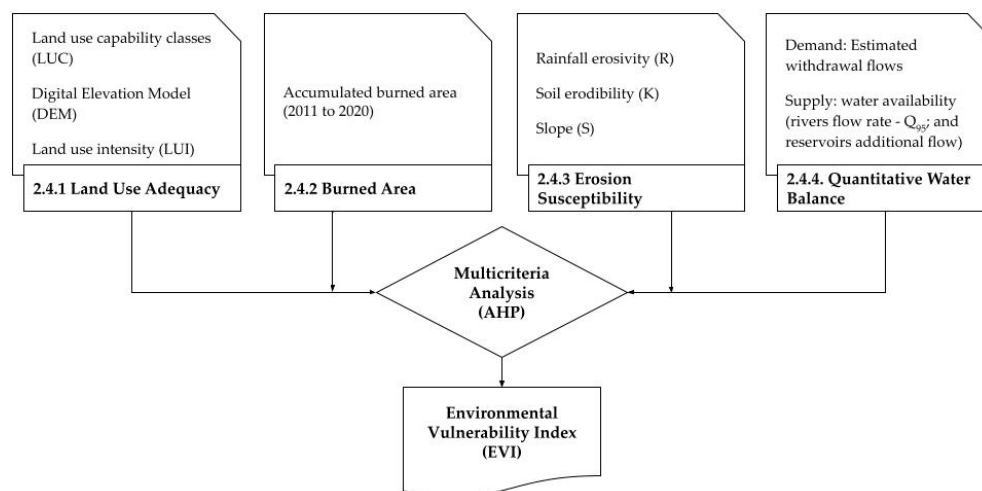 Land use capability classes
(LUC)
Digital Elevation Model
(DEM)
Land use intensity (LUI)
2.4.1 Land Use Adequacy
Accumulated burned area
(2011 to 2020)
2.4.2 Burned Area
Rainfall erosivity (R)
Soil erodibility (K)
Slope (S)
2.4.3 Erosion
Susceptibility
Demand: Estimated
withdrawal flows
Supply: water availability
(rivers flow rate - Q95; and
reservoirs additional flow)
2.4.4. Quantitative Water
Balance
Multicriteria
Analysis
(AHP)
Environmental
Vulnerability Index
(EVI)